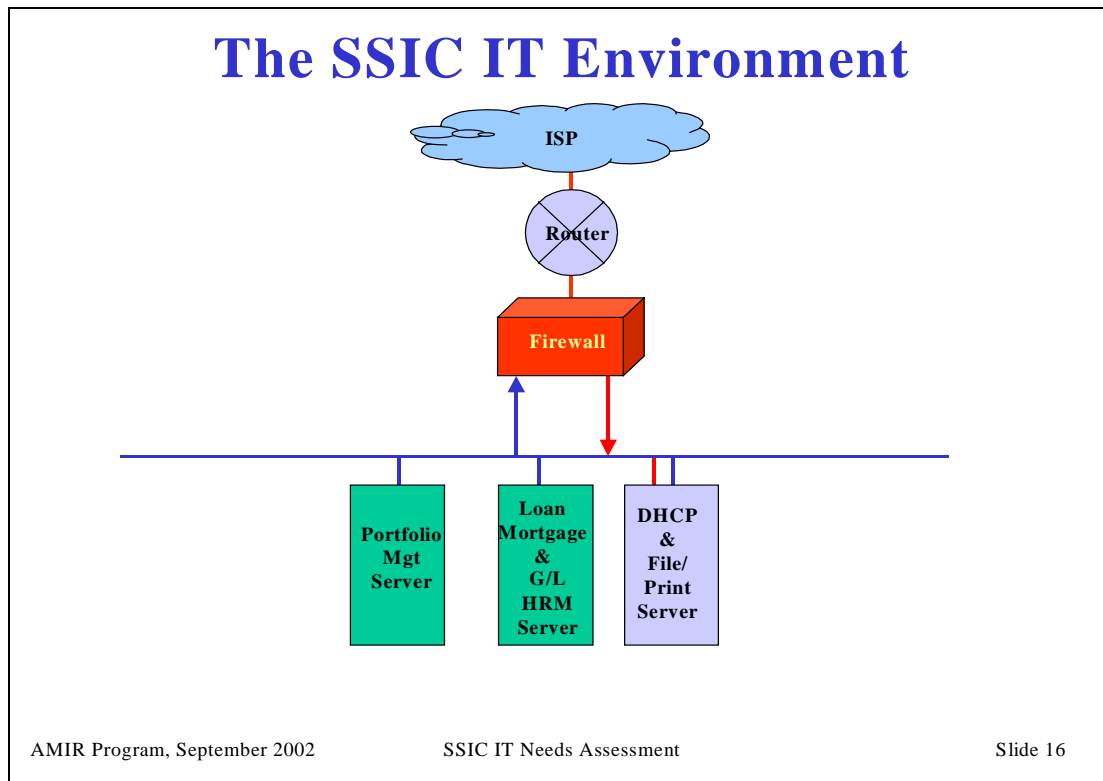 The SSIC IT Environment
ISP
Router
Firewall
Portfolio
Mgt
Server
Loan
Mortgage
&
G/L
HRM
Server
DHCP
&
File/
Print
Server
AMIR Program, September 2002
SSIC IT Needs Assessment
Slide 16